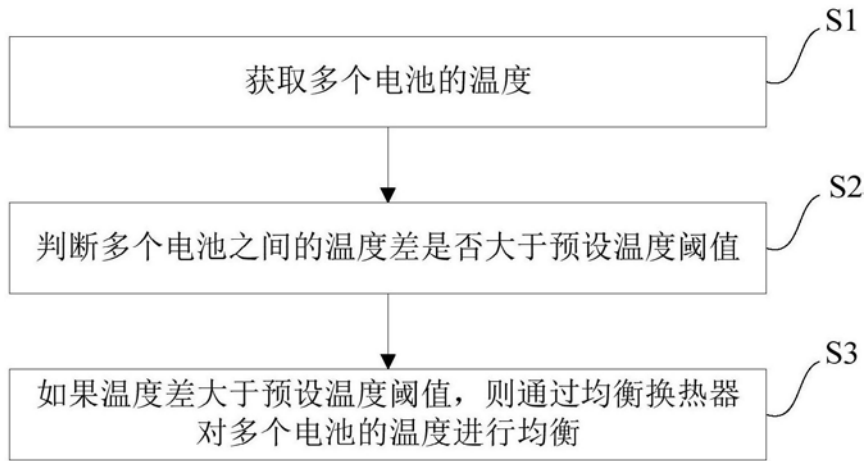 S1
获取多个电池的温度
S2
判断多个电池之间的温度差是否大于预设温度阈值
S3
如果温度差大于预设温度阈值，则通过均衡换热器
对多个电池的温度进行均衡